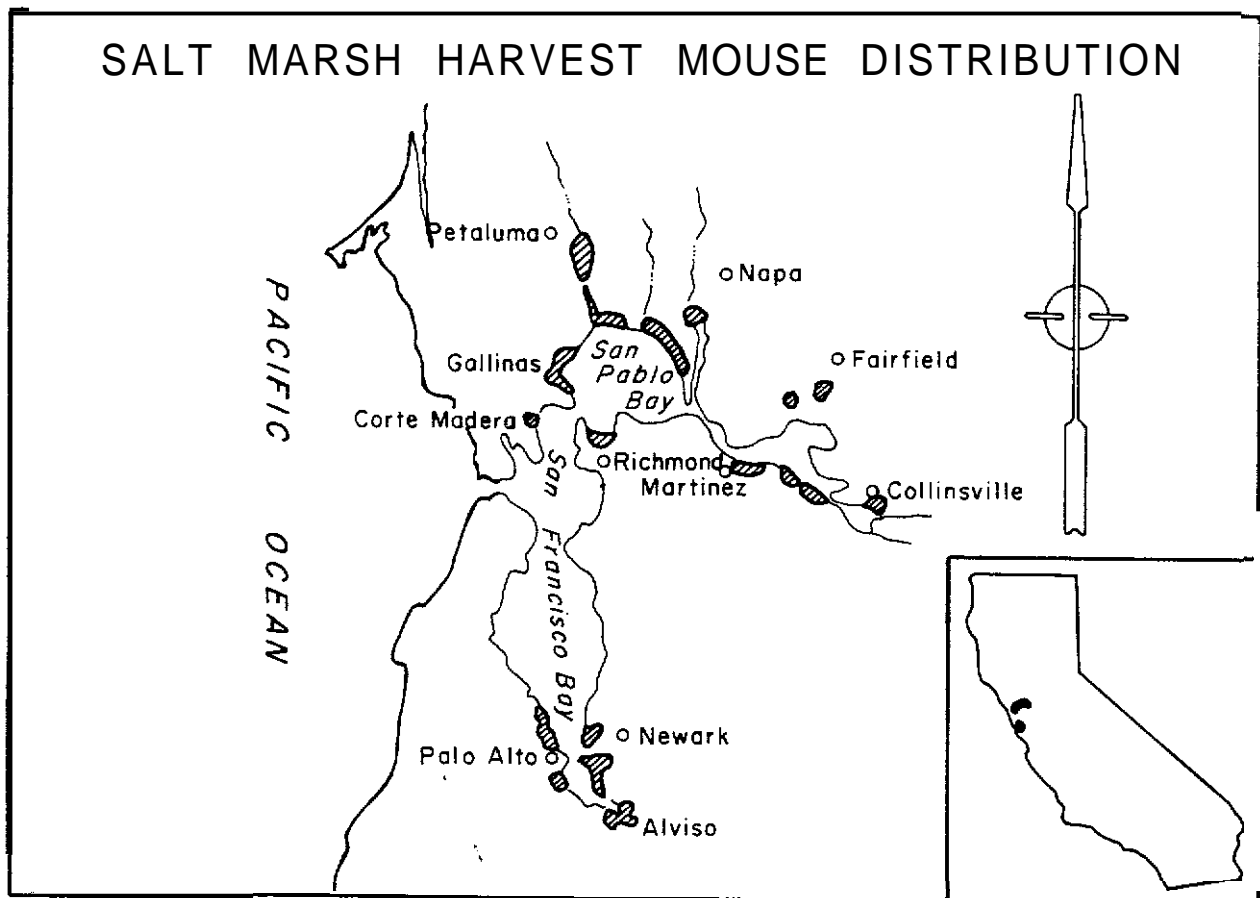 SALT MARSH HARVEST MOUSE DISTRIBUTION
Petaluma
Napa
PACIFIC OCEAN
Gallinas
San
Pablo
Bay
Fairfield
Corte Madera
San Francisco Bay
Richmond
Martinez
Collinsville
Newark
Palo Alto
Alviso